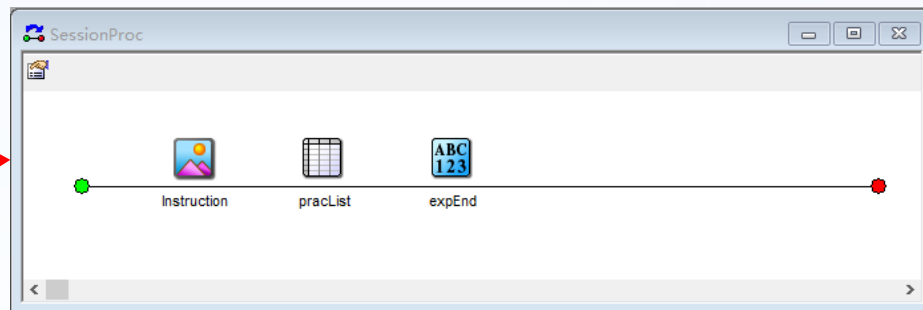 SessionProc
ABC
123
Instruction
pracList
expEnd